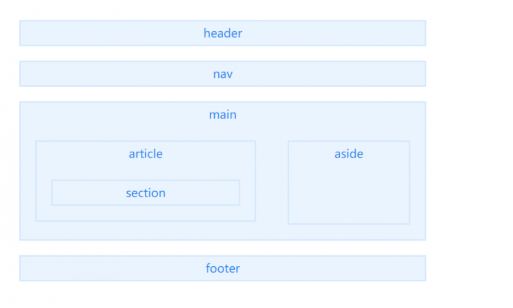 header
nav
main
article
aside
section
footer